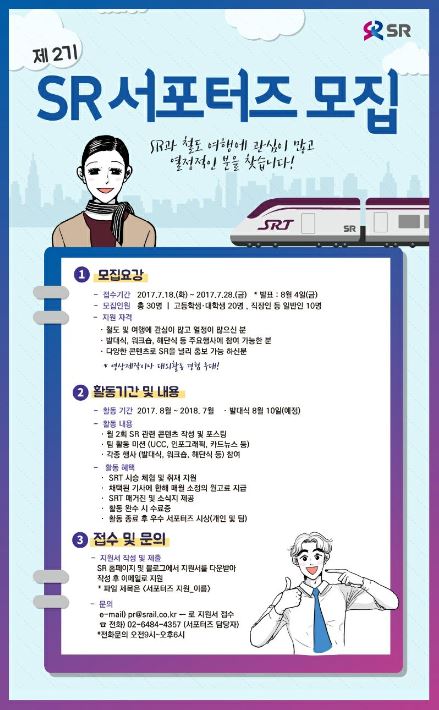 SR
제 2기
SR 서포터즈 모집
SR과 철도 여행에 관심이 많고
열정적인 분을 찾습니다!
SRT
SR
1 모집요강
- 접수기간 2017.7.18.(화) ~ 2017.7.28.(금) * 발표 : 8월 4일(금)
- 모집인원 총 30명 | 고등학생·대학생 20명, 직장인 등 일반인 10명
- 지원 자격
· 철도 및 여행에 관심이 많고 열정이 많으신 분
· 발대식, 워크숍, 해단식 등 주요행사에 참여 가능한 분
· 다양한 콘텐츠로 SR을 널리 홍보 가능 하신분
* 영상제작이나 대외활동 경험 우대!
2 활동기간 및 내용
- 활동 기간 2017. 8월 ~ 2018. 7월 · 발대식 8월 10일(예정)
- 활동 내용
· 월 2회 SR 관련 콘텐츠 작성 및 포스팅
· 팀 활동 미션 (UCC, 인포그래픽, 카드뉴스 등)
· 각종 행사 (발대식, 워크숍, 해단식 등) 참여
- 활동 혜택
· SRT 시승 체험 및 취재 지원
· 채택된 기사에 한해 매월 소정의 원고료 지급
· SRT 매거진 및 소식지 제공
· 활동 완수 시 수료증
· 활동 종료 후 우수 서포터즈 시상(개인 및 팀)
3 접수 및 문의
- 지원서 작성 및 제출
SR 홈페이지 및 블로그에서 지원서를 다운받아
작성 후 이메일로 지원
* 파일 제목은 <서포터즈 지원_이름>
- 문의
e-mail) pr@srail.co.kr ㅡ 로 지원서 접수
☎ 전화) 02-6484-4357 (서포터즈 담당자)
*전화문의 오전9시~오후6시